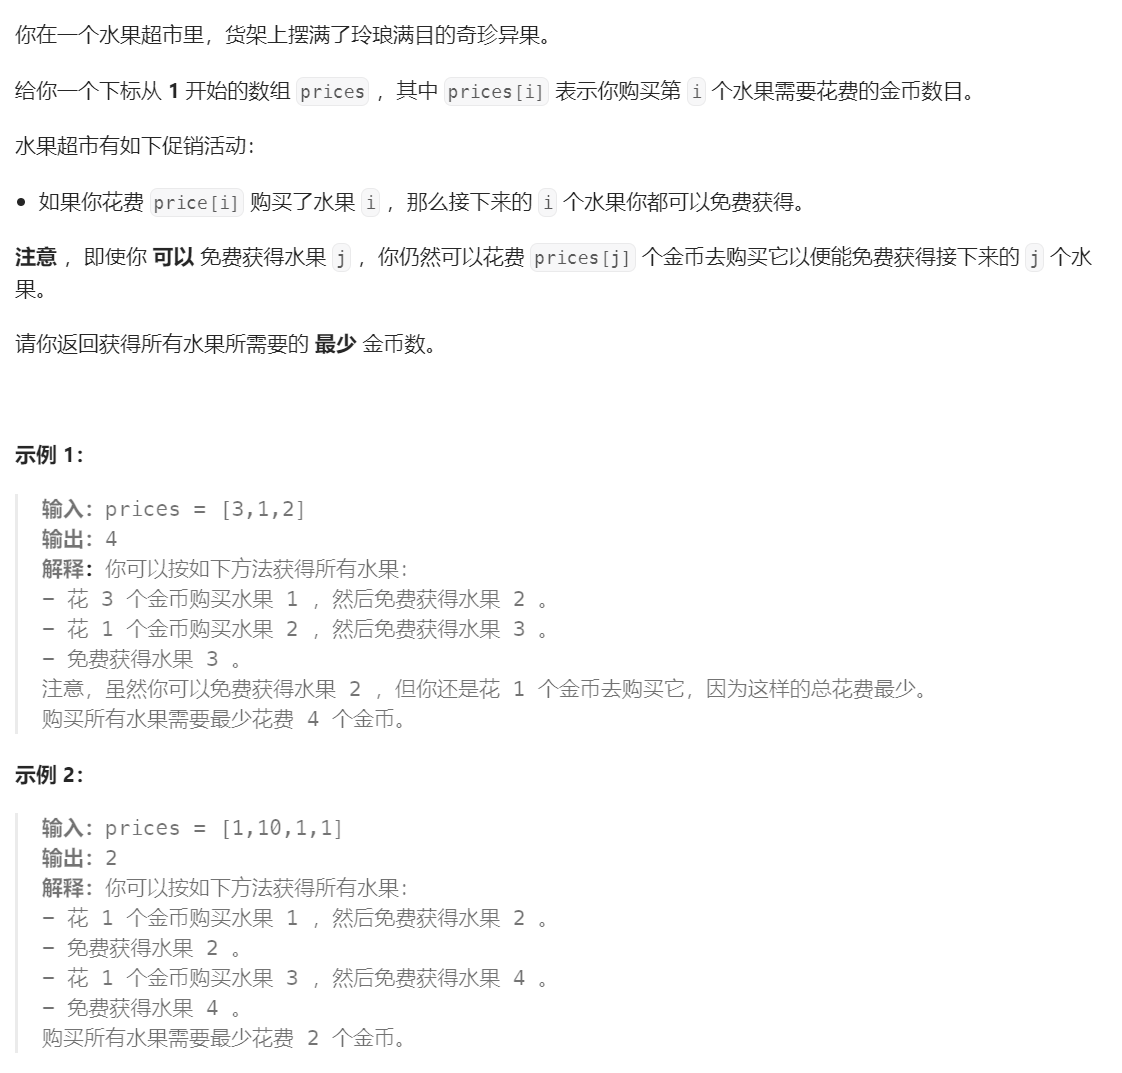 你在一个水果超市里，货架上摆满了玲琅满目的奇珍异果。
给你一个下标从 1 开始的数组 prices ，其中 prices[i] 表示你购买第 i 个水果需要花费的金币数目。
水果超市有如下促销活动：
• 如果你花费 price[i] 购买了水果 i ，那么接下来的 i 个水果你都可以免费获得。
注意 ，即使你 可以 免费获得水果 j ，你仍然可以花费 prices[j] 个金币去购买它以便能免费获得接下来的 j 个水
果。
请你返回获得所有水果所需要的 最少 金币数。
示例 1：
输入：prices = [3,1,2]
输出：4
解释：你可以按如下方法获得所有水果：
- 花 3 个金币购买水果 1 ，然后免费获得水果 2 。
- 花 1 个金币购买水果 2 ，然后免费获得水果 3 。
- 免费获得水果 3 。
注意，虽然你可以免费获得水果 2 ，但你还是花 1 个金币去购买它，因为这样的总花费最少。
购买所有水果需要最少花费 4 个金币。
示例 2：
输入：prices = [1,10,1,1]
输出：2
解释：你可以按如下方法获得所有水果：
- 花 1 个金币购买水果 1 ，然后免费获得水果 2 。
- 免费获得水果 2 。
- 花 1 个金币购买水果 3 ，然后免费获得水果 4 。
- 免费获得水果 4 。
购买所有水果需要最少花费 2 个金币。